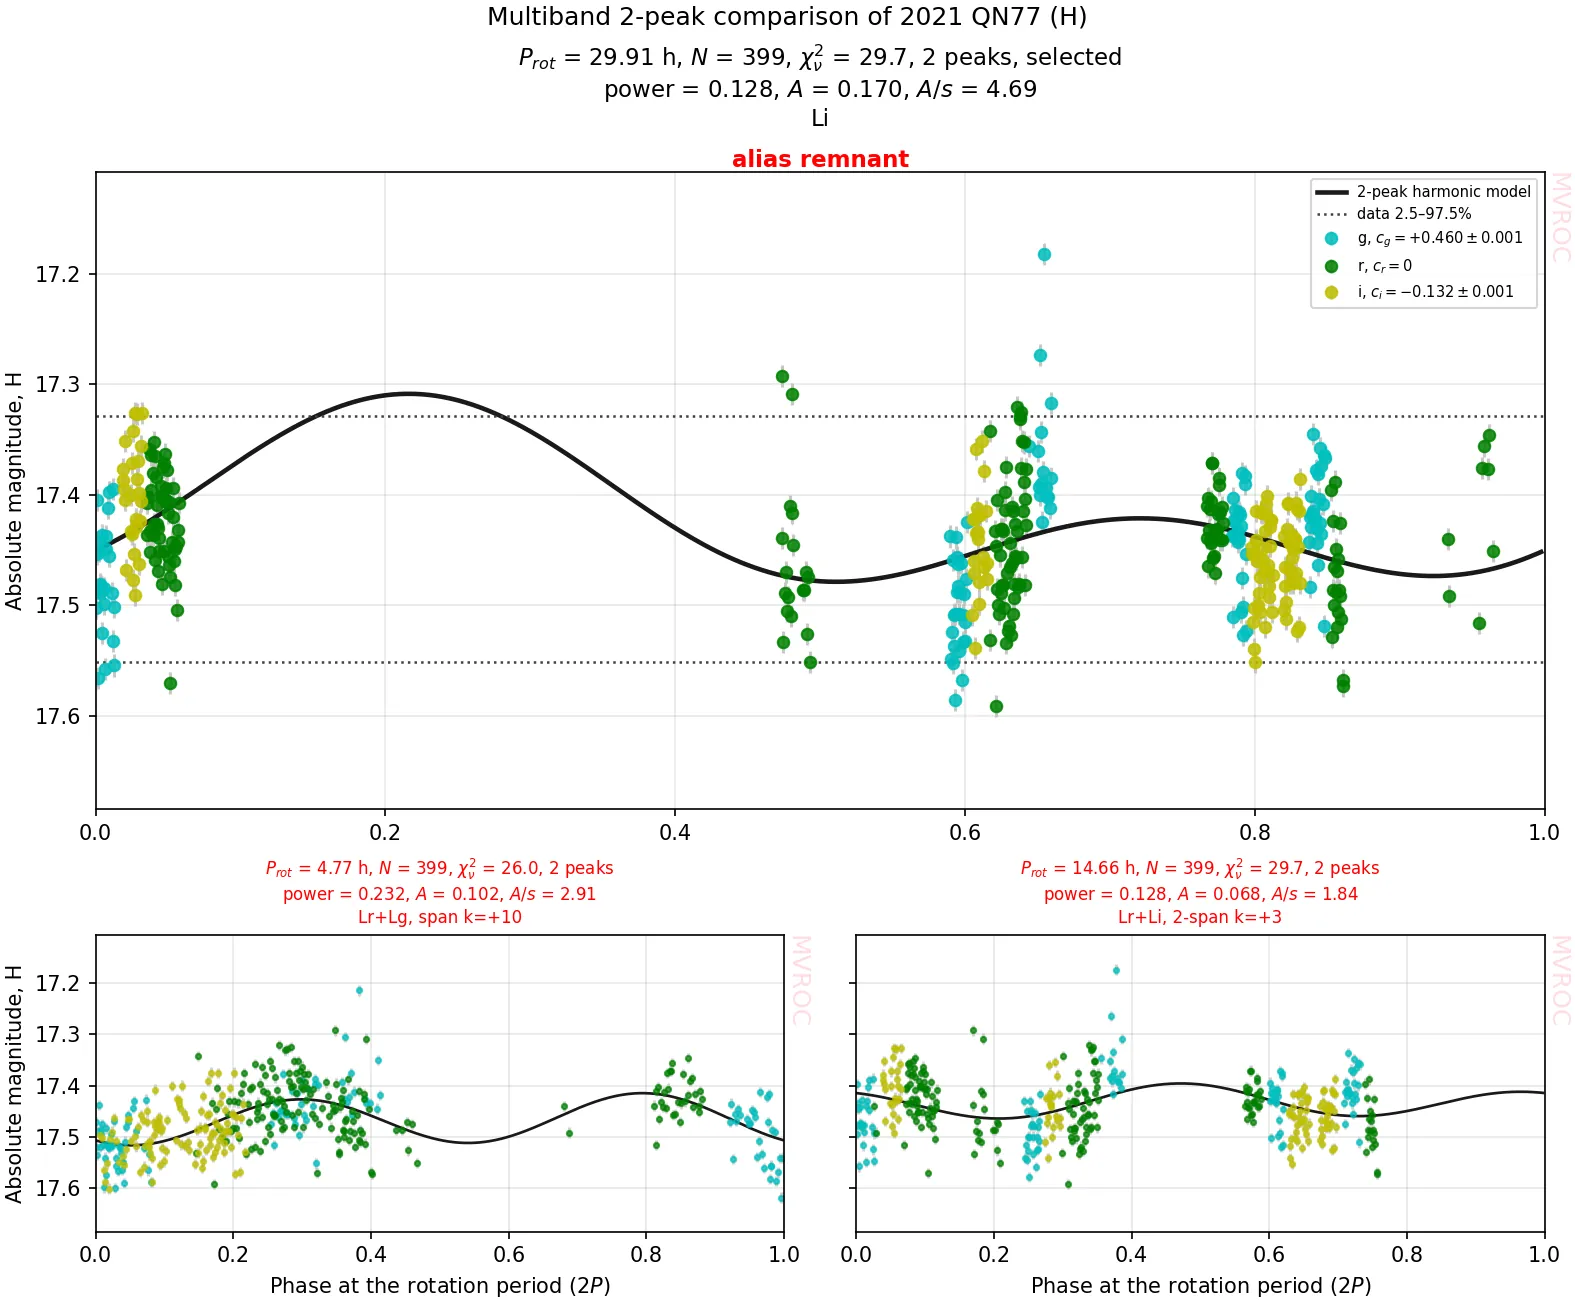 Multiband 2-peak comparison of 2021 QN77 (H)
P_rot = 29.91 h, N = 399, χ²_ν = 29.7, 2 peaks, selected
power = 0.128, A = 0.170, A/s = 4.69
Li
alias remnant
MVROC
2-peak harmonic model
data 2.5–97.5%
g, c_g = +0.460 ± 0.001
r, c_r = 0
i, c_i = −0.132 ± 0.001
Absolute magnitude, H
17.2
17.3
17.4
17.5
17.6
0.0 0.2 0.4 0.6 0.8 1.0
P_rot = 4.77 h, N = 399, χ²_ν = 26.0, 2 peaks
power = 0.232, A = 0.102, A/s = 2.91
Lr+Lg, span k=+10
MVROC
Absolute magnitude, H
17.2
17.3
17.4
17.5
17.6
0.0 0.2 0.4 0.6 0.8 1.0
Phase at the rotation period (2P)
P_rot = 14.66 h, N = 399, χ²_ν = 29.7, 2 peaks
power = 0.128, A = 0.068, A/s = 1.84
Lr+Li, 2-span k=+3
MVROC
0.0 0.2 0.4 0.6 0.8 1.0
Phase at the rotation period (2P)